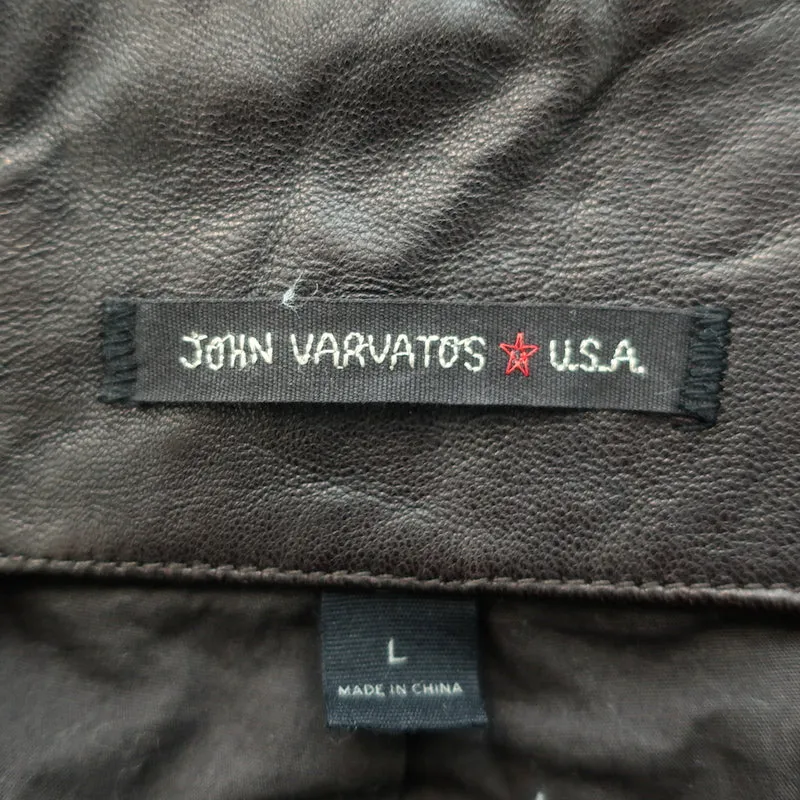 JOHN VARVATOS ★ U.S.A.
L
MADE IN CHINA